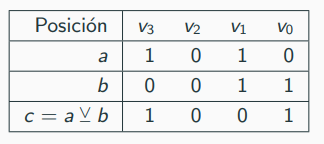 Posición v₃ v₂ v₁ v₀
a 1 0 1 0
b 0 0 1 1
c = a ⊻ b 1 0 0 1